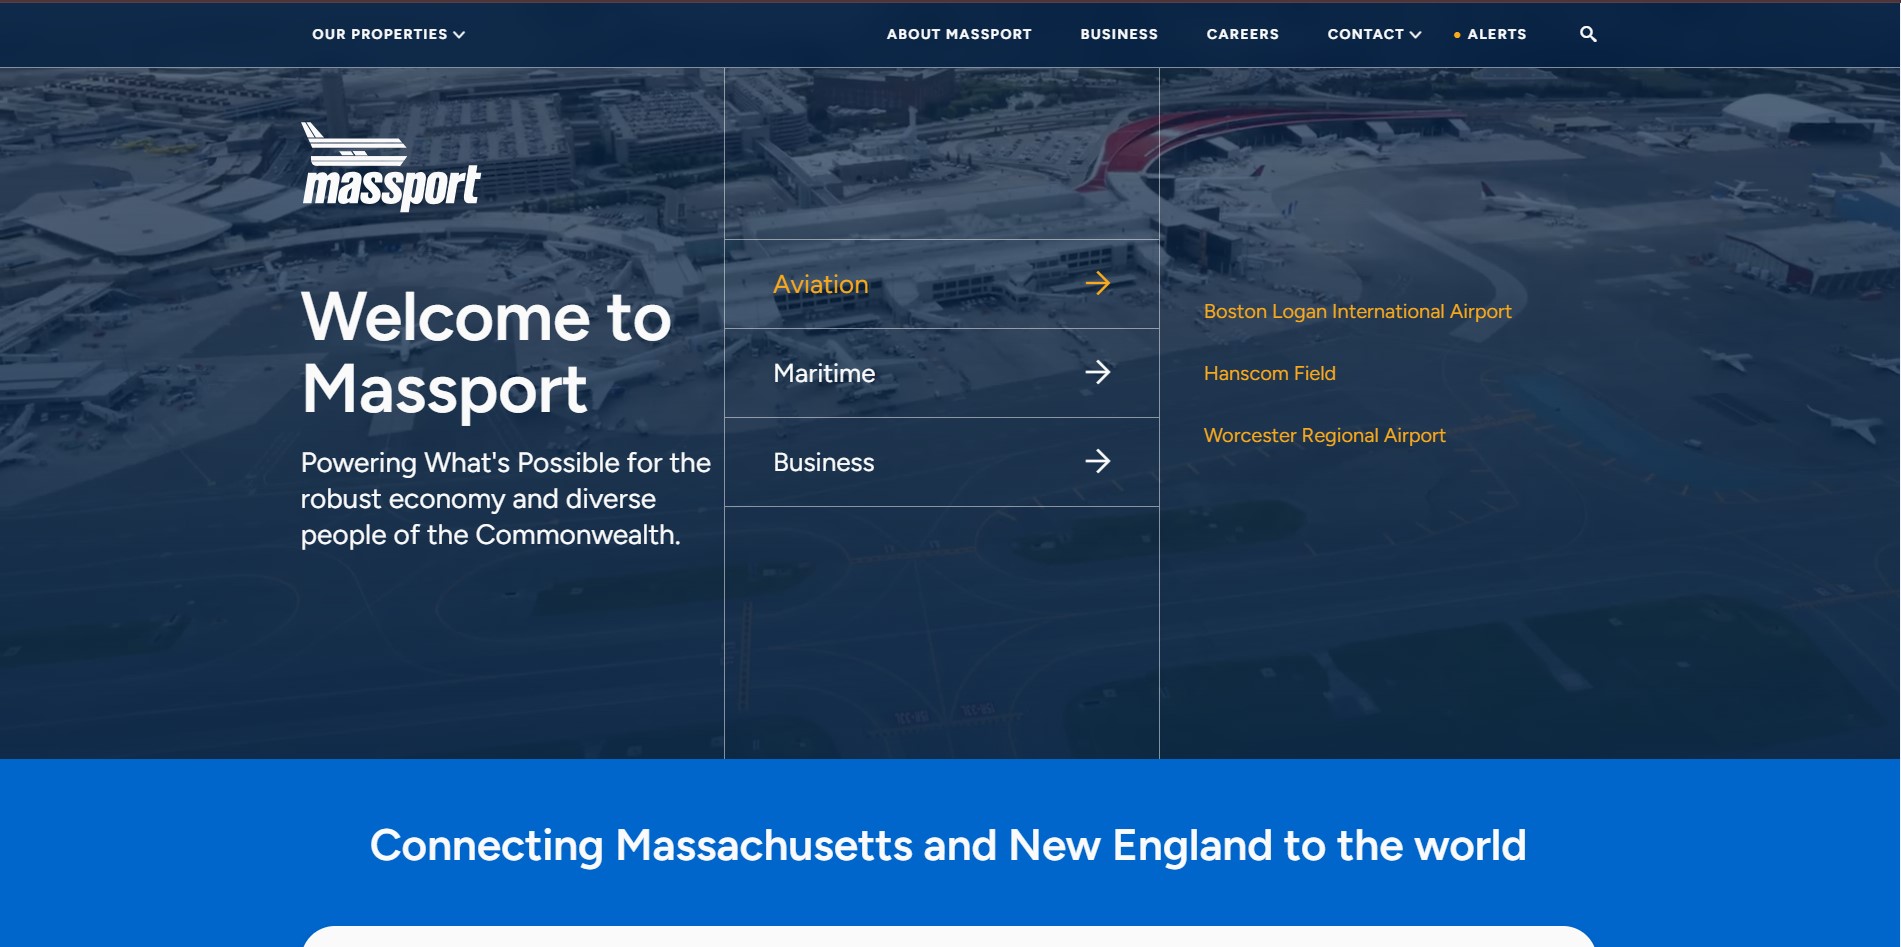 OUR PROPERTIES
ABOUT MASSPORT
BUSINESS
CAREERS
CONTACT
ALERTS
massport
Welcome to
Massport
Powering What's Possible for the
robust economy and diverse
people of the Commonwealth.
Aviation
Maritime
Business
Boston Logan International Airport
Hanscom Field
Worcester Regional Airport
Connecting Massachusetts and New England to the world